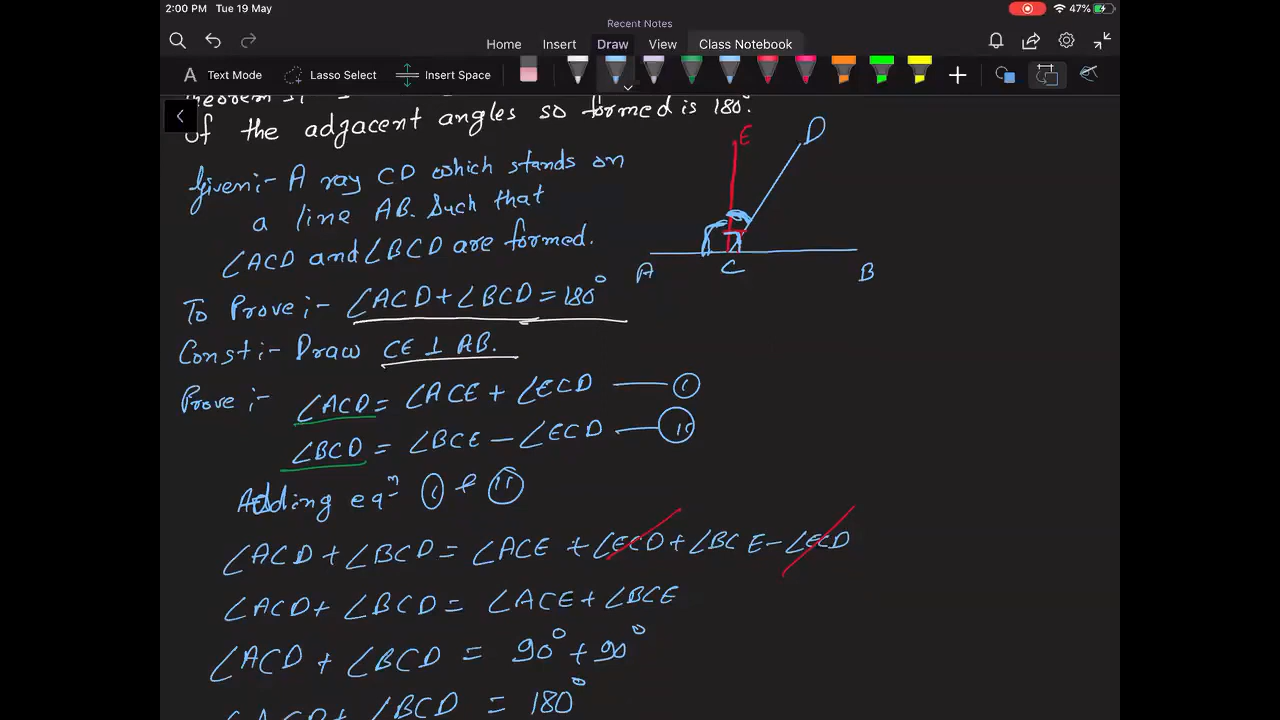 2:00 PM Tue 19 May
47%
Recent Notes
Home Insert Draw View Class Notebook
Text Mode Lasso Select Insert Space
of the adjacent angles so formed is 180°.
Given:- A ray CD which stands on
a line AB. Such that
∠ACD and ∠BCD are formed.
To Prove:- ∠ACD+∠BCD=180°
Const:- Draw CE ⊥ AB.
Prove:- ∠ACD = ∠ACE + ∠ECD — (i)
∠BCD = ∠BCE - ∠ECD — (ii)
Adding eqn (i) & (ii)
∠ACD + ∠BCD = ∠ACE + ∠ECD + ∠BCE - ∠ECD
∠ACD + ∠BCD = ∠ACE + ∠BCE
∠ACD + ∠BCD = 90° + 90°
∠ACD + ∠BCD = 180°
E D
A C B